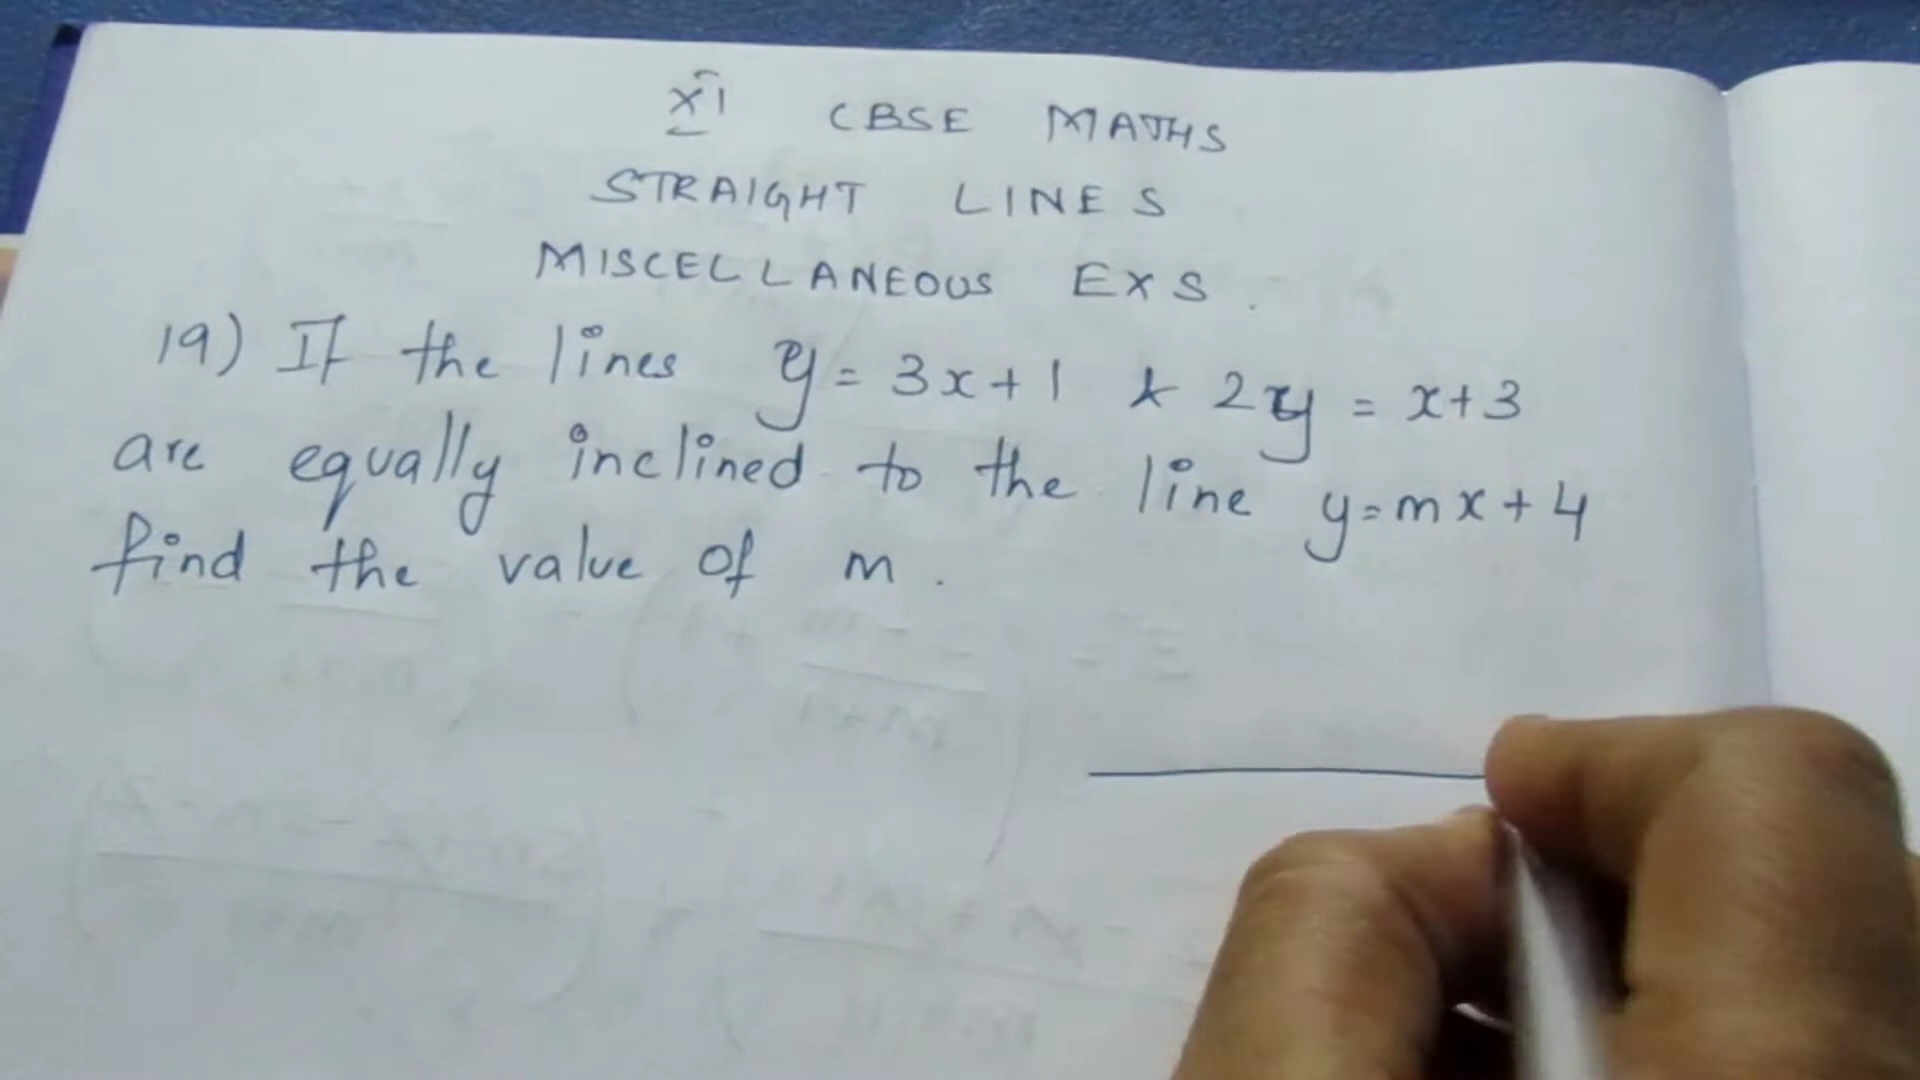 XI CBSE MATHS
STRAIGHT LINES
MISCELLANEOUS EXS.
19) If the lines y = 3x + 1 & 2y = x + 3
are equally inclined to the line y = mx + 4
find the value of m.